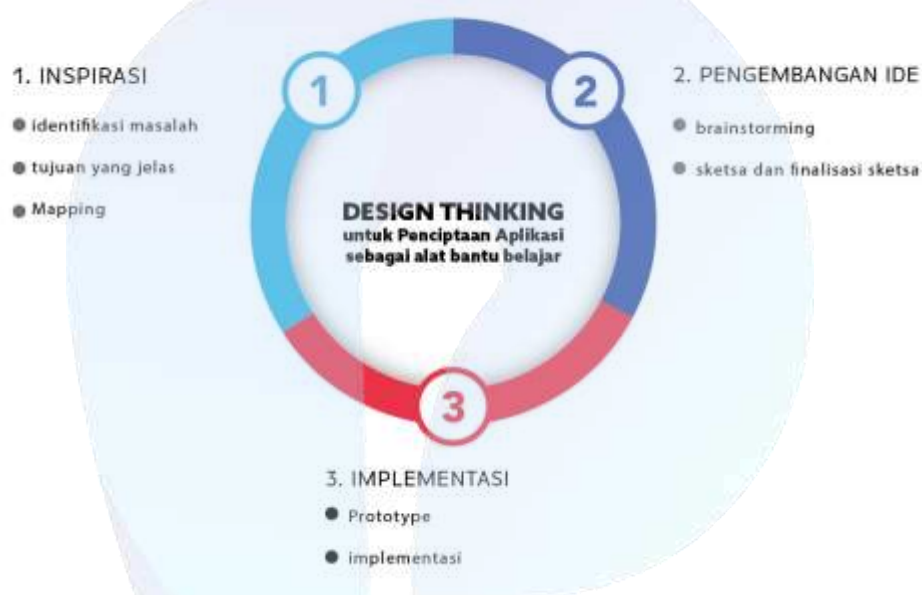 1. INSPIRASI
identifikasi masalah
tujuan yang jelas
Mapping
1
2
DESIGN THINKING
untuk Penciptaan Aplikasi
sebagai alat bantu belajar
2. PENGEMBANGAN IDE
brainstorming
sketsa dan finalisasi sketsa
3
3. IMPLEMENTASI
Prototype
implementasi